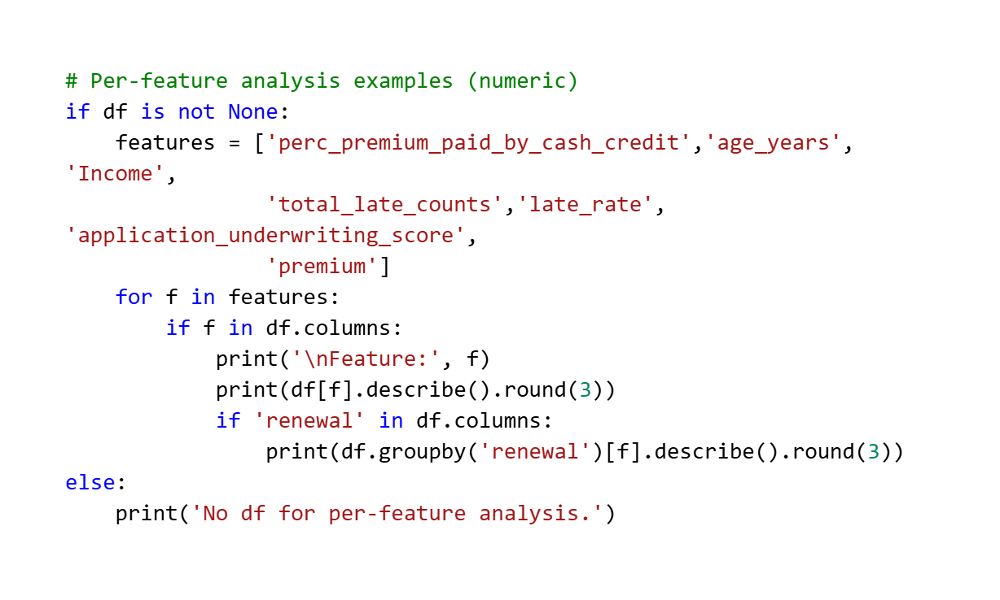 # Per-feature analysis examples (numeric)
if df is not None:
    features = ['perc_premium_paid_by_cash_credit','age_years',
'Income',
                'total_late_counts','late_rate',
'application_underwriting_score',
                'premium']
    for f in features:
        if f in df.columns:
            print('\nFeature:', f)
            print(df[f].describe().round(3))
            if 'renewal' in df.columns:
                print(df.groupby('renewal')[f].describe().round(3))
else:
    print('No df for per-feature analysis.')